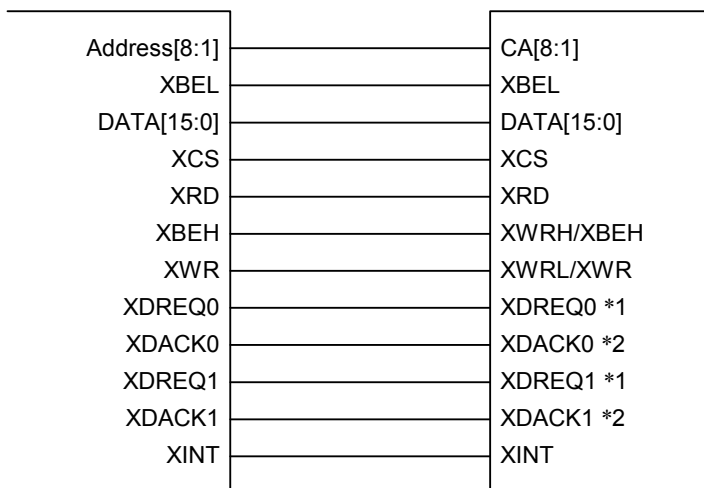 Address[8:1] CA[8:1]
XBEL XBEL
DATA[15:0] DATA[15:0]
XCS XCS
XRD XRD
XBEH XWRH/XBEH
XWR XWRL/XWR
XDREQ0 XDREQ0 *1
XDACK0 XDACK0 *2
XDREQ1 XDREQ1 *1
XDACK1 XDACK1 *2
XINT XINT